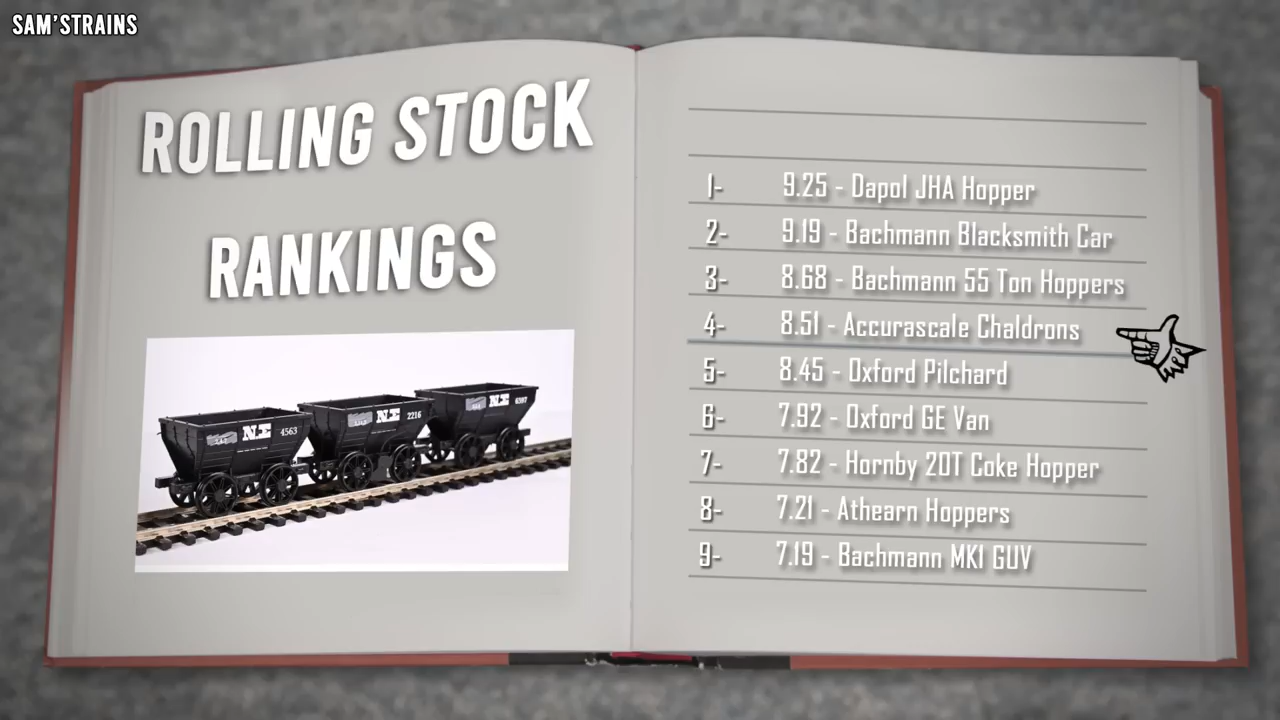 SAM'STRAINS
ROLLING STOCK
RANKINGS
4563
2216
1- 9.25 - Dapol JHA Hopper
2- 9.19 - Bachmann Blacksmith Car
3- 8.68 - Bachmann 55 Ton Hoppers
4- 8.51 - Accurascale Chaldrons
5- 8.45 - Oxford Pilchard
6- 7.92 - Oxford GE Van
7- 7.82 - Hornby 20T Coke Hopper
8- 7.21 - Athearn Hoppers
9- 7.19 - Bachmann MK1 GUV